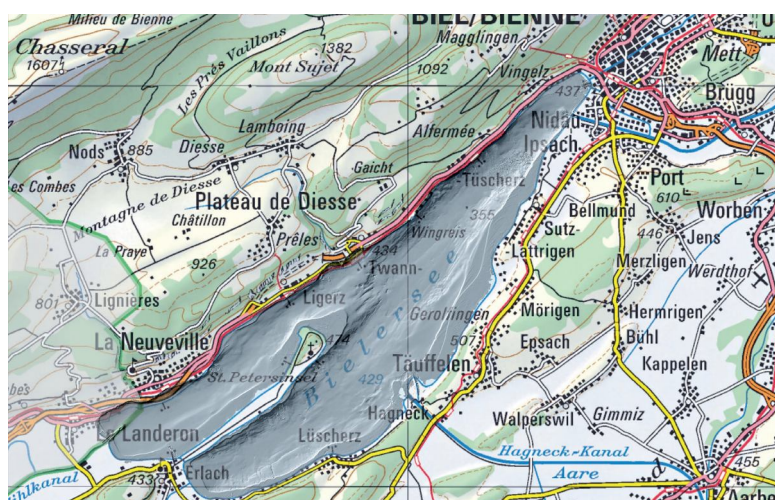 Milieu de Bienne
BIEL/BIENNE
Chasseral
1607
Les Prés Vaillons
1382
Mont Sujet
Magglingen
1092
Vingelz
437
Mett
Brügg
Nidau
Ipsach
Port
610
Worben
Jens
446
Werdthof
Merzligen
Bellmund
Sutz
Lattrigen
Alfermée
Tüscherz
355
Gaicht
Lamboing
Diesse
Nods
885
es Combes
Montagne de Diesse
Plateau de Diesse
Châtillon
La Praye
926
Prêles
434
Twann
Wingreis
Ligerz
801
Lignières
La Neuveville
St. Petersinsel
474
Bielersee
429
Gerolfingen
507
Täuffelen
Mörigen
Epsach
Hermrigen
Bühl
Kappelen
Hagneck
Walperswil
Gimmiz
Hagneck-Kanal
Aare
455
Aarb
Lüscherz
Le Landeron
433
Erlach
ühlkanal